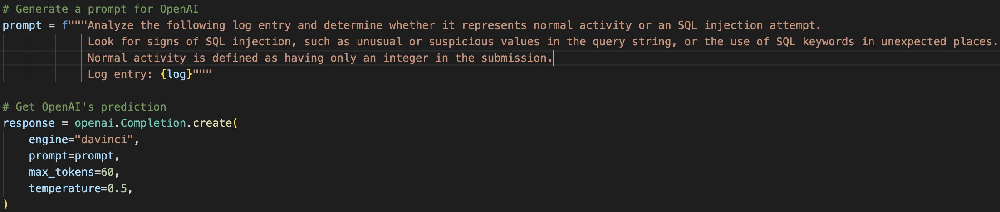 # Generate a prompt for OpenAI
prompt = f"""Analyze the following log entry and determine whether it represents normal activity or an SQL injection attempt.
Look for signs of SQL injection, such as unusual or suspicious values in the query string, or the use of SQL keywords in unexpected places.
Normal activity is defined as having only an integer in the submission.
Log entry: {log}"""
# Get OpenAI's prediction
response = openai.Completion.create(
engine="davinci",
prompt=prompt,
max_tokens=60,
temperature=0.5,
)